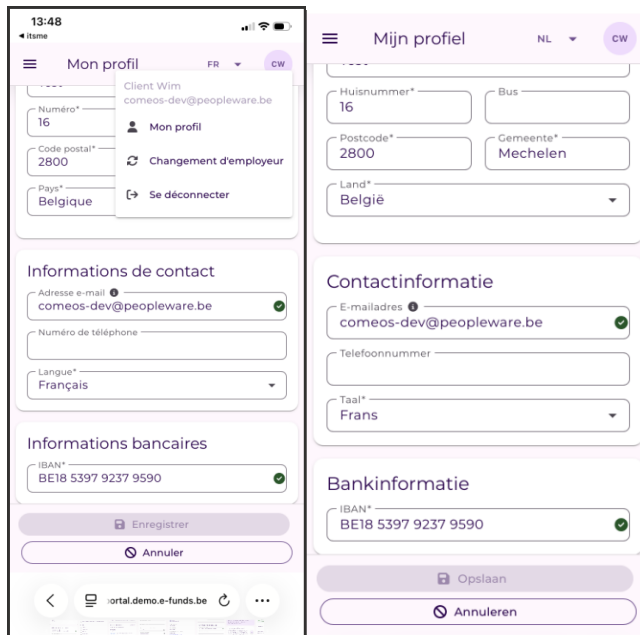 13:48
◄ itsme
Mon profil
FR
CW
Client Wim
comeos-dev@peopleware.be
Mon profil
Changement d'employeur
Se déconnecter
Numéro*
16
Code postal*
2800
Pays*
Belgique
Informations de contact
Adresse e-mail
comeos-dev@peopleware.be
Numéro de téléphone
Langue*
Français
Informations bancaires
IBAN*
BE18 5397 9237 9590
Enregistrer
Annuler
ortal.demo.e-funds.be
Mijn profiel
NL
CW
Huisnummer*
16
Bus
Postcode*
2800
Gemeente*
Mechelen
Land*
België
Contactinformatie
E-mailadres
comeos-dev@peopleware.be
Telefoonnummer
Taal*
Frans
Bankinformatie
IBAN*
BE18 5397 9237 9590
Opslaan
Annuleren